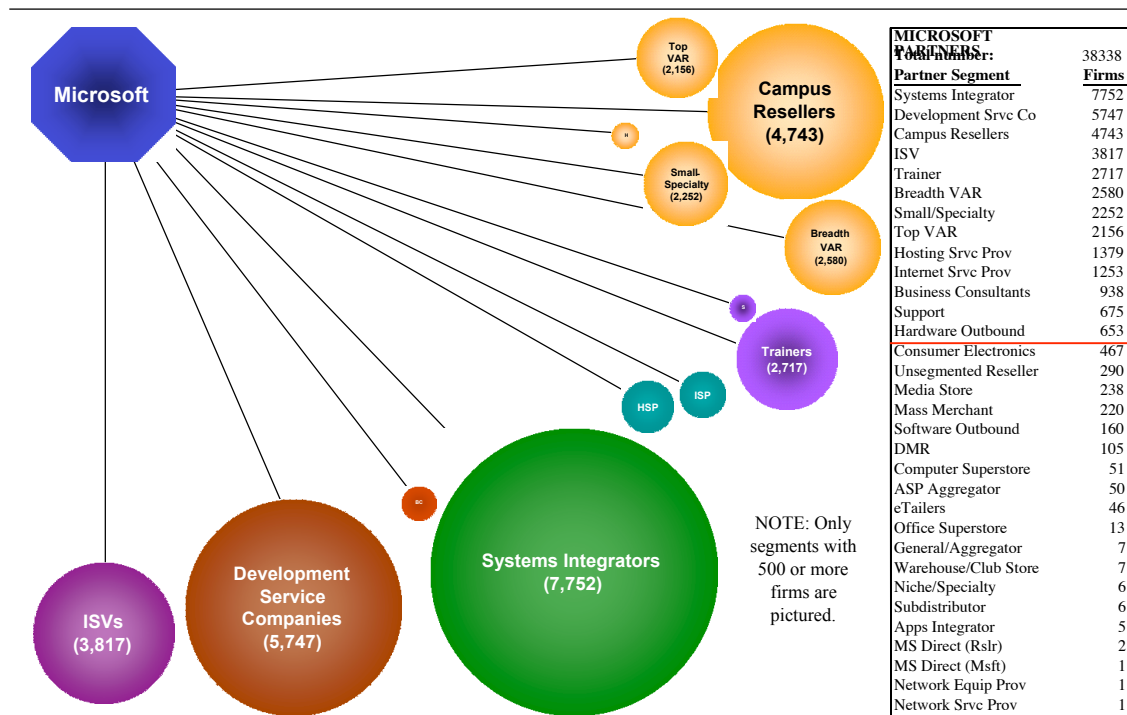 Microsoft
Top
VAR
(2,156)
Campus
Resellers
(4,743)
H
Small-
Specialty
(2,252)
Breadth
VAR
(2,580)
S
Trainers
(2,717)
HSP
ISP
BC
Systems Integrators
(7,752)
Development
Service
Companies
(5,747)
ISVs
(3,817)
NOTE: Only
segments with
500 or more
firms are
pictured.
MICROSOFT
PARTNERS
Total number: 38338
Partner Segment Firms
Systems Integrator 7752
Development Srvc Co 5747
Campus Resellers 4743
ISV 3817
Trainer 2717
Breadth VAR 2580
Small/Specialty 2252
Top VAR 2156
Hosting Srvc Prov 1379
Internet Srvc Prov 1253
Business Consultants 938
Support 675
Hardware Outbound 653
Consumer Electronics 467
Unsegmented Reseller 290
Media Store 238
Mass Merchant 220
Software Outbound 160
DMR 105
Computer Superstore 51
ASP Aggregator 50
eTailers 46
Office Superstore 13
General/Aggregator 7
Warehouse/Club Store 7
Niche/Specialty 6
Subdistributor 6
Apps Integrator 5
MS Direct (Rslr) 2
MS Direct (Msft) 1
Network Equip Prov 1
Network Srvc Prov 1